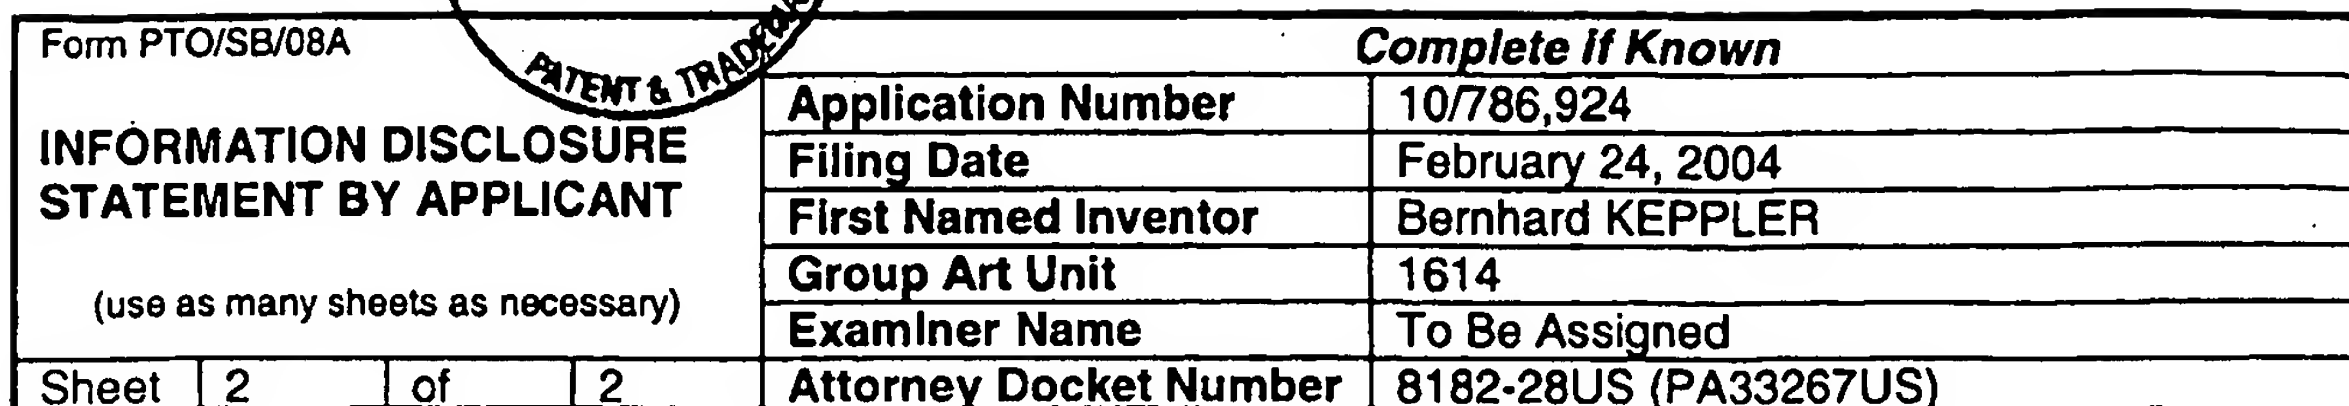 Form PTO/SB/08A
PATENT & TRADE
INFORMATION DISCLOSURE
STATEMENT BY APPLICANT
(use as many sheets as necessary)
Sheet 2 of 2
Complete if Known
Application Number 10/786,924
Filing Date February 24, 2004
First Named Inventor Bernhard KEPPLER
Group Art Unit 1614
Examiner Name To Be Assigned
Attorney Docket Number 8182-28US (PA33267US)